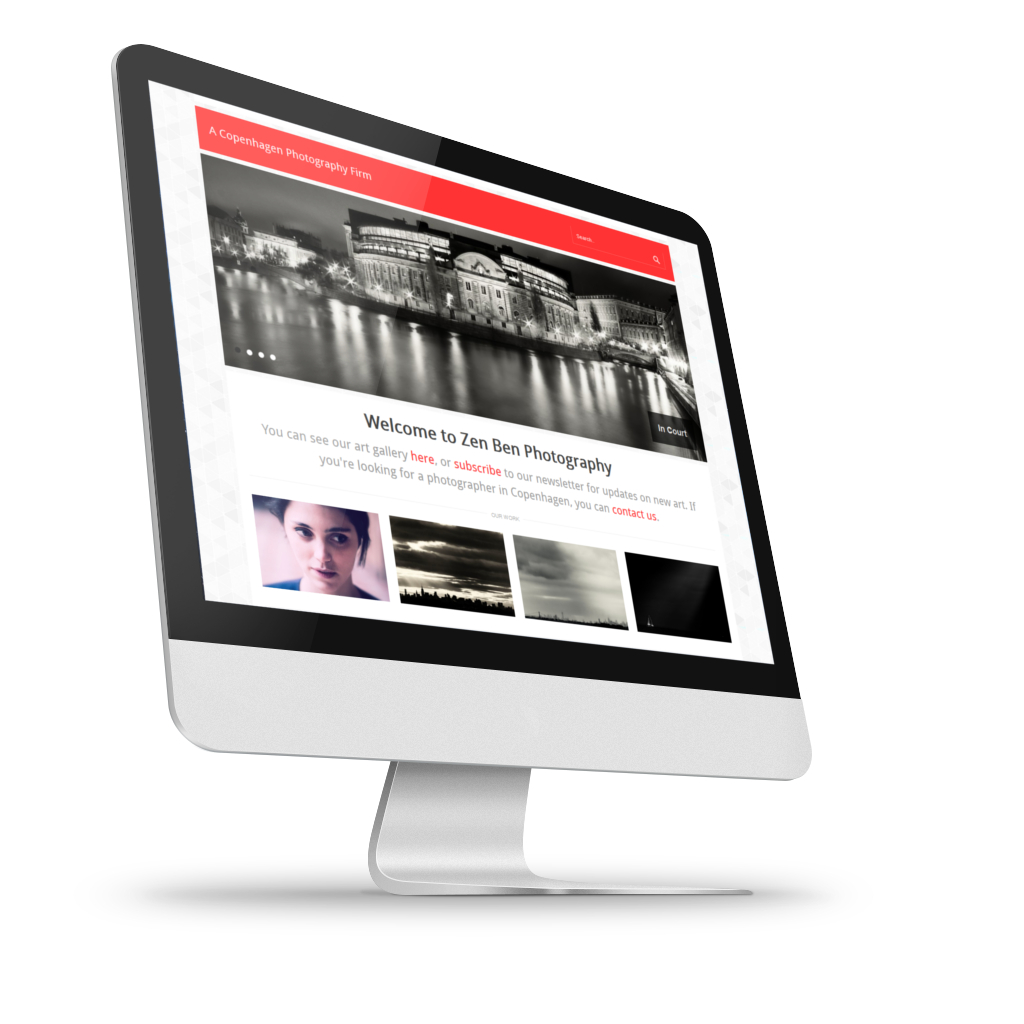 A Copenhagen Photography Firm
Search...
In Court
Welcome to Zen Ben Photography
You can see our art gallery here, or subscribe to our newsletter for updates on new art. If
you're looking for a photographer in Copenhagen, you can contact us.
OUR WORK